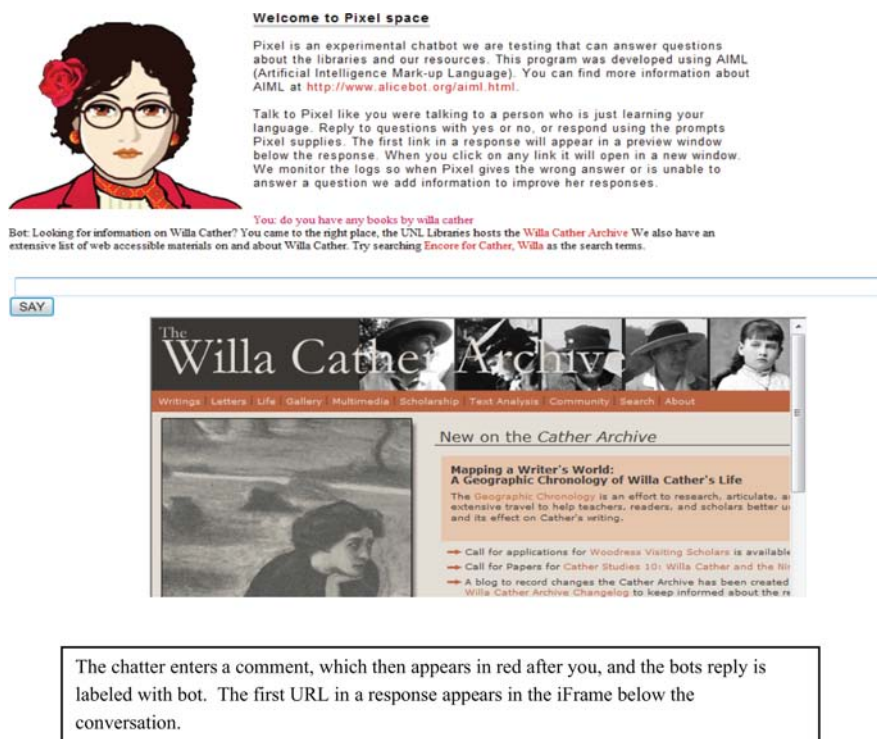 Welcome to Pixel space
Pixel is an experimental chatbot we are testing that can answer questions
about the libraries and our resources. This program was developed using AIML
(Artificial Intelligence Mark-up Language). You can find more information about
AIML at http://www.alicebot.org/aiml.html.
Talk to Pixel like you were talking to a person who is just learning your
language. Reply to questions with yes or no, or respond using the prompts
Pixel supplies. The first link in a response will appear in a preview window
below the response. When you click on any link it will open in a new window.
We monitor the logs so when Pixel gives the wrong answer or is unable to
answer a question we add information to improve her responses.
You: do you have any books by willa cather
Bot: Looking for information on Willa Cather? You came to the right place, the UNL Libraries hosts the Willa Cather Archive We also have an
extensive list of web accessible materials on and about Willa Cather. Try searching Encore for Cather, Willa as the search terms.
SAY
The
Willa Cather Archive
Writings Letters Life Gallery Multimedia Scholarship Text Analysis Community Search About
New on the Cather Archive
Mapping a Writer's World:
A Geographic Chronology of Willa Cather's Life
The Geographic Chronology is an effort to research, articulate,
extensive travel to help teachers, readers, and scholars better
and its effect on Cather's writing.
Call for applications for Woodress Visiting Scholars is available
Call for Papers for Cather Studies 10: Willa Cather and the
A blog to record changes the Cather Archive has been created
Willa Cather Archive Changelog to keep informed about the
The chatter enters a comment, which then appears in red after you, and the bots reply is
labeled with bot. The first URL in a response appears in the iFrame below the
conversation.